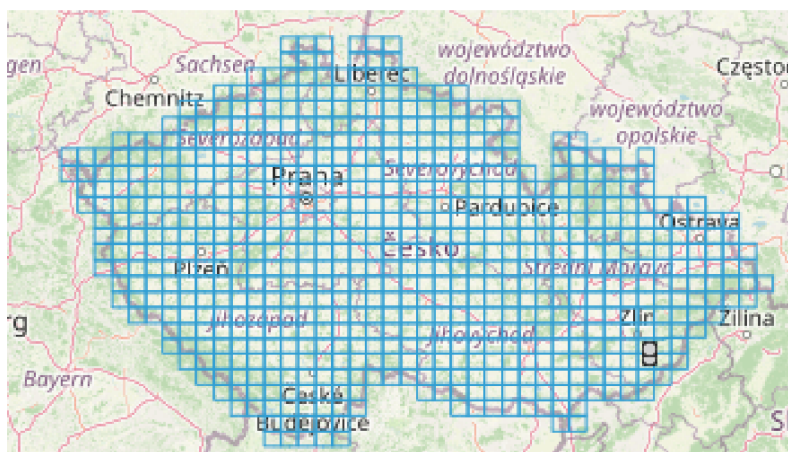 województwo
dolnośląskie
Sachsen
Liberec
Chemnitz
Często
województwo
opolskie
Severozápad
Praha
Severovýchod
Pardubice
Ostrava
Česko
Plzeň
Střední Morava
Jihozápad
Jihovýchod
Zlín
Žilina
rg
Bayern
České
Budějovice
gen